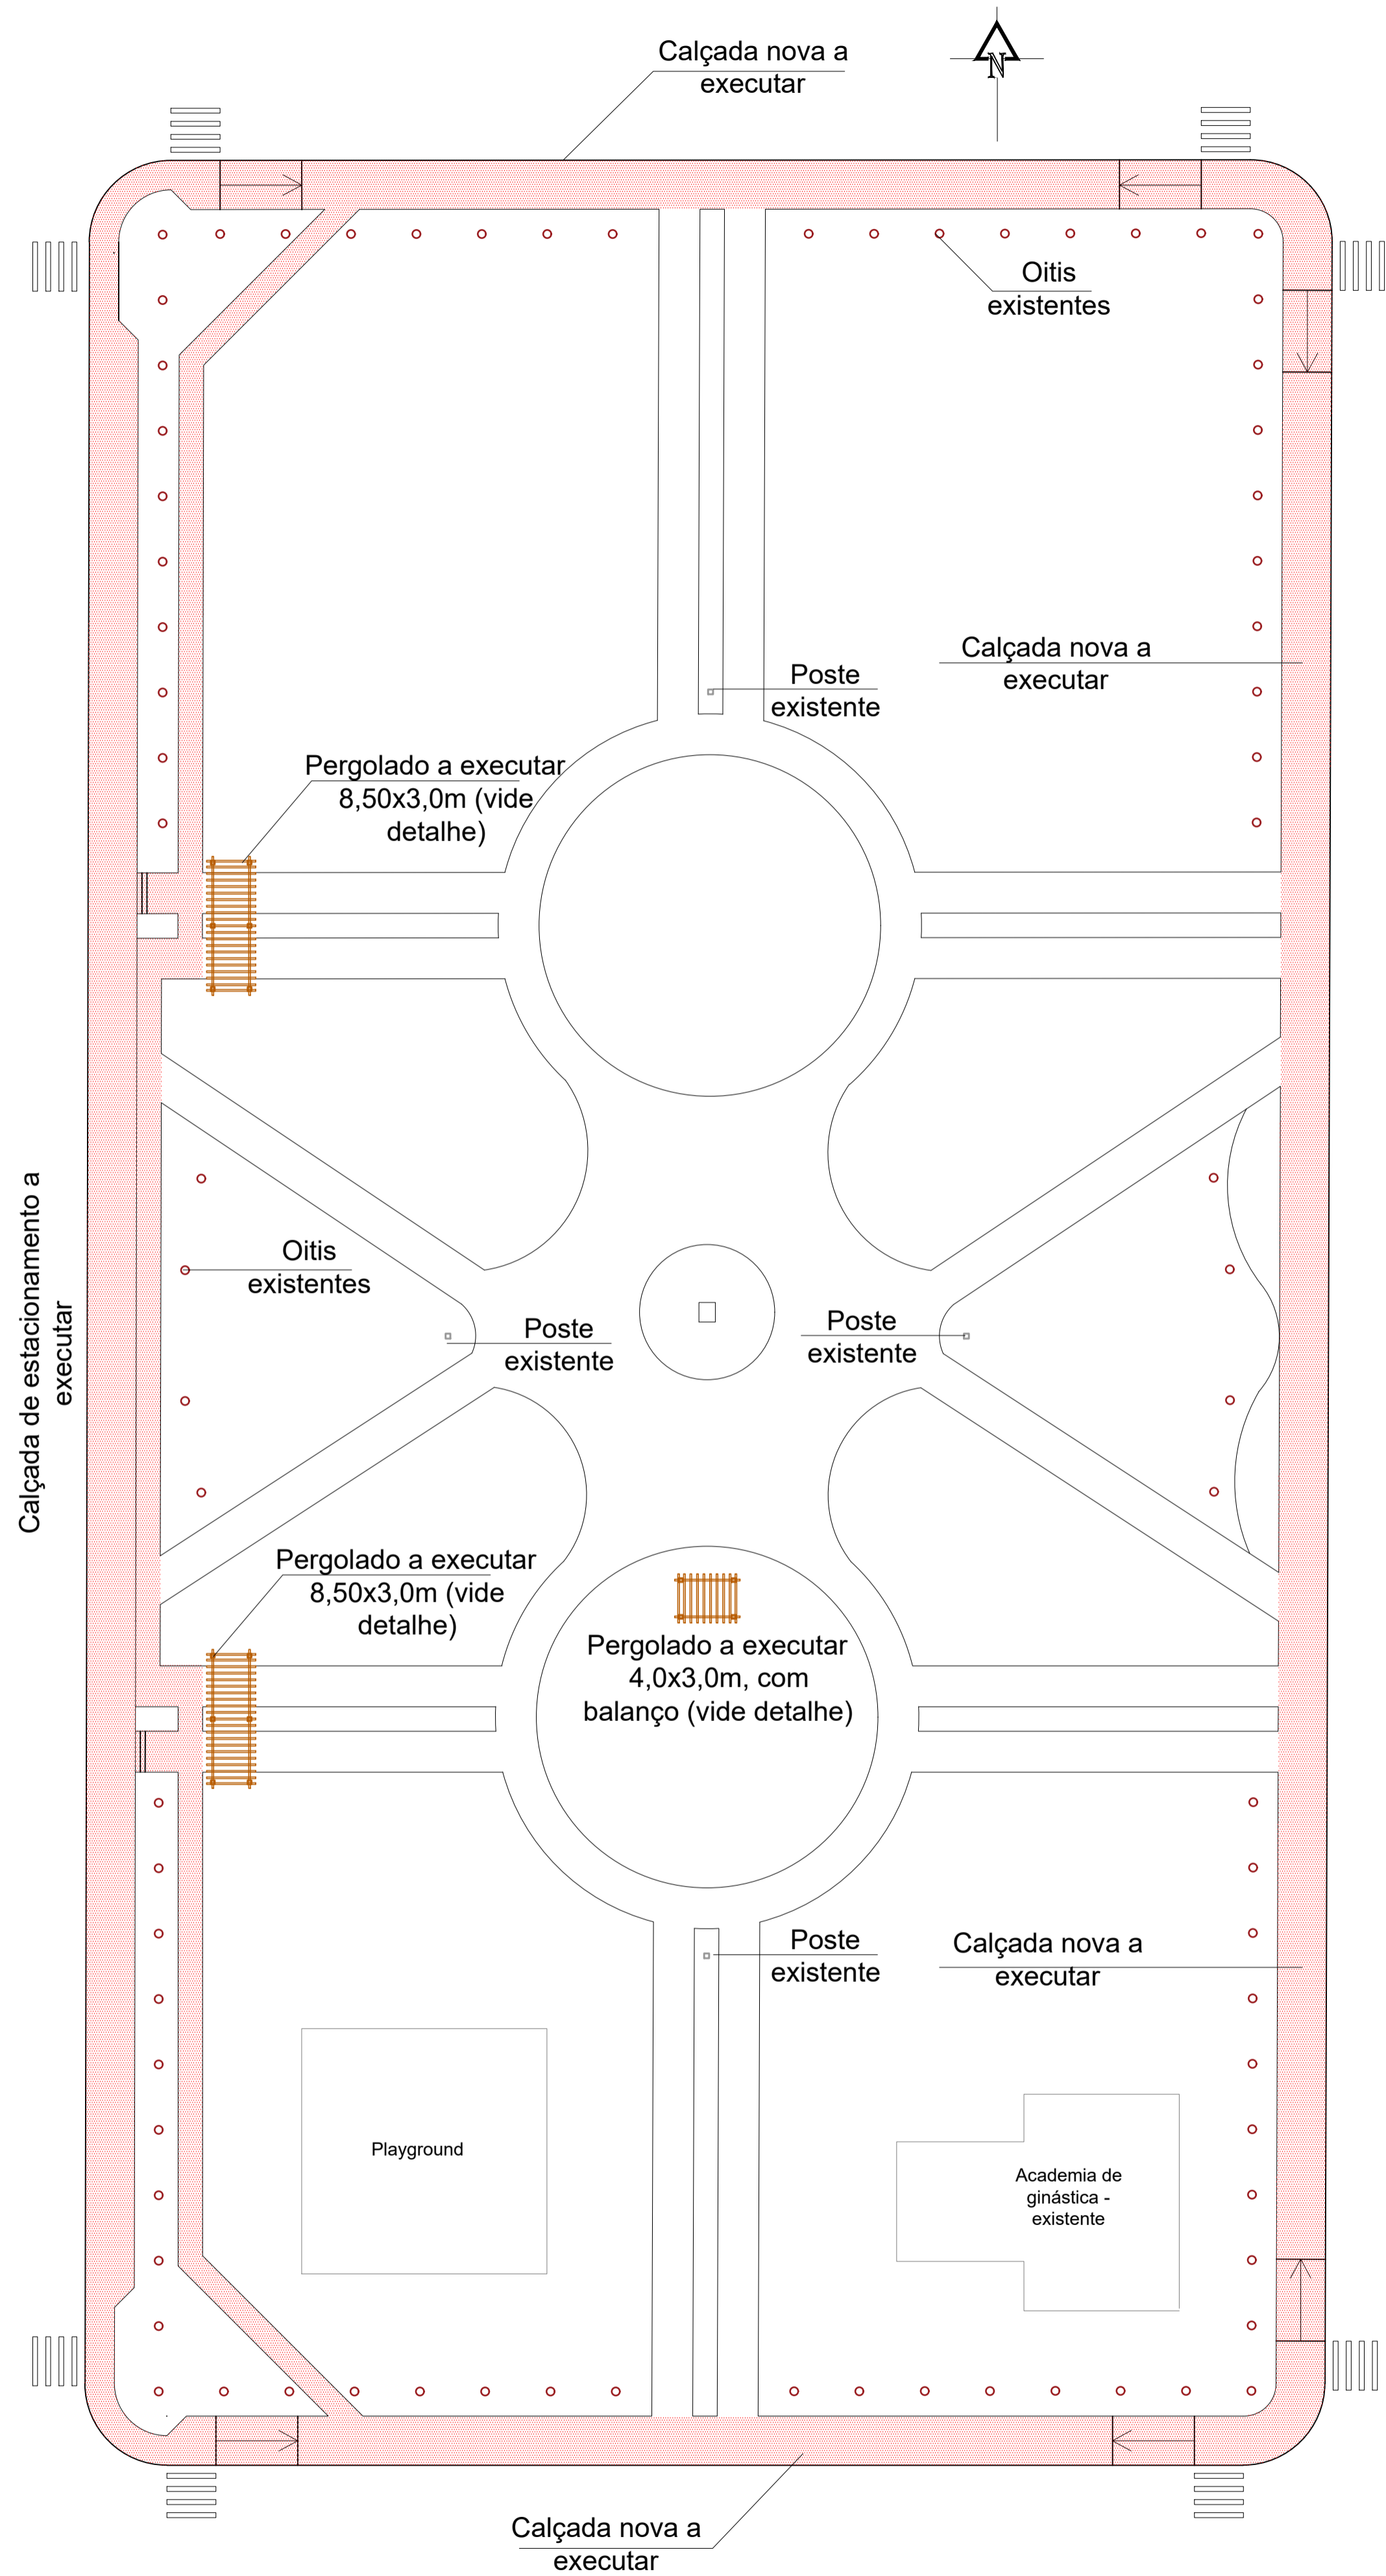 Calçada nova a
executar
N
Oitis
existentes
Calçada nova a
executar
Poste
existente
Pergolado a executar
8,50x3,0m (vide
detalhe)
Calçada de estacionamento a
executar
Oitis
existentes
Poste
existente
Poste
existente
Pergolado a executar
8,50x3,0m (vide
detalhe)
Pergolado a executar
4,0x3,0m, com
balanço (vide detalhe)
Poste
existente
Calçada nova a
executar
Playground
Academia de
ginástica -
existente
Calçada nova a
executar